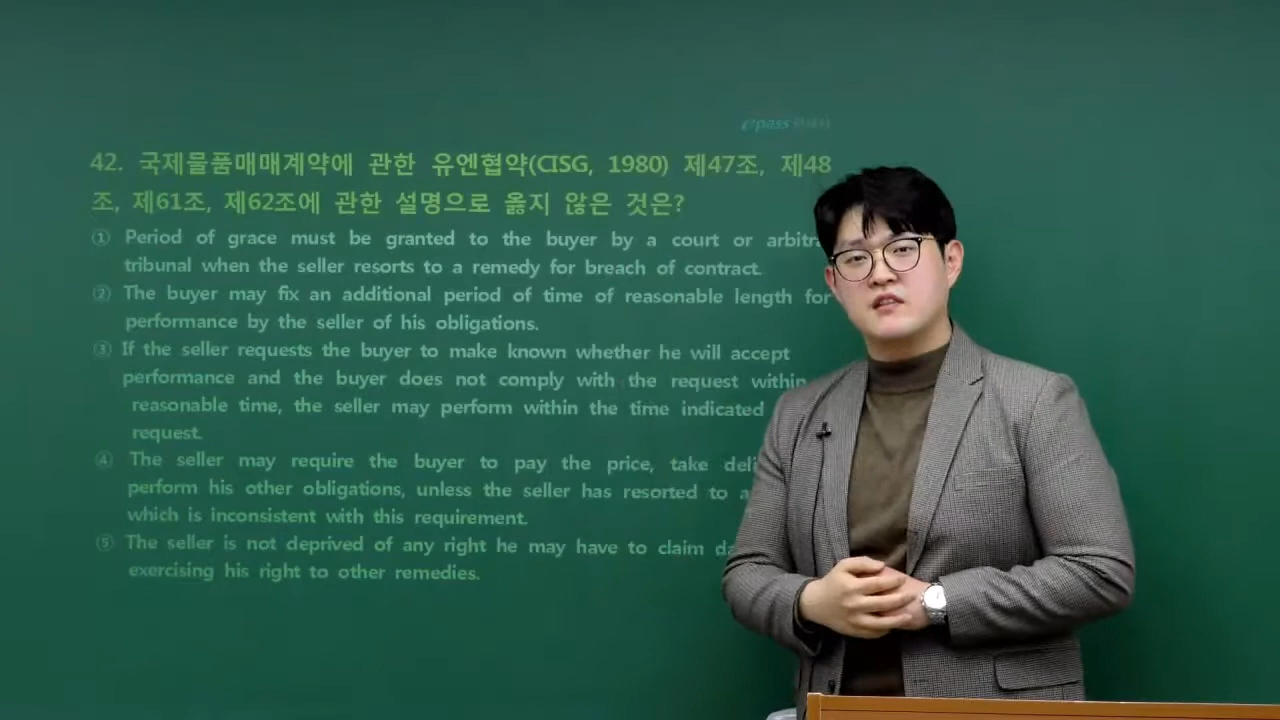 epass
42. 국제물품매매계약에 관한 유엔협약(CISG, 1980) 제47조, 제48
조, 제61조, 제62조에 관한 설명으로 옳지 않은 것은?
① Period of grace must be granted to the buyer by a court or arbitra
tribunal when the seller resorts to a remedy for breach of contract.
② The buyer may fix an additional period of time of reasonable length for
performance by the seller of his obligations.
③ If the seller requests the buyer to make known whether he will accept
performance and the buyer does not comply with the request within
reasonable time, the seller may perform within the time indicated
request.
④ The seller may require the buyer to pay the price, take deli
perform his other obligations, unless the seller has resorted to a
which is inconsistent with this requirement.
⑤ The seller is not deprived of any right he may have to claim da
exercising his right to other remedies.